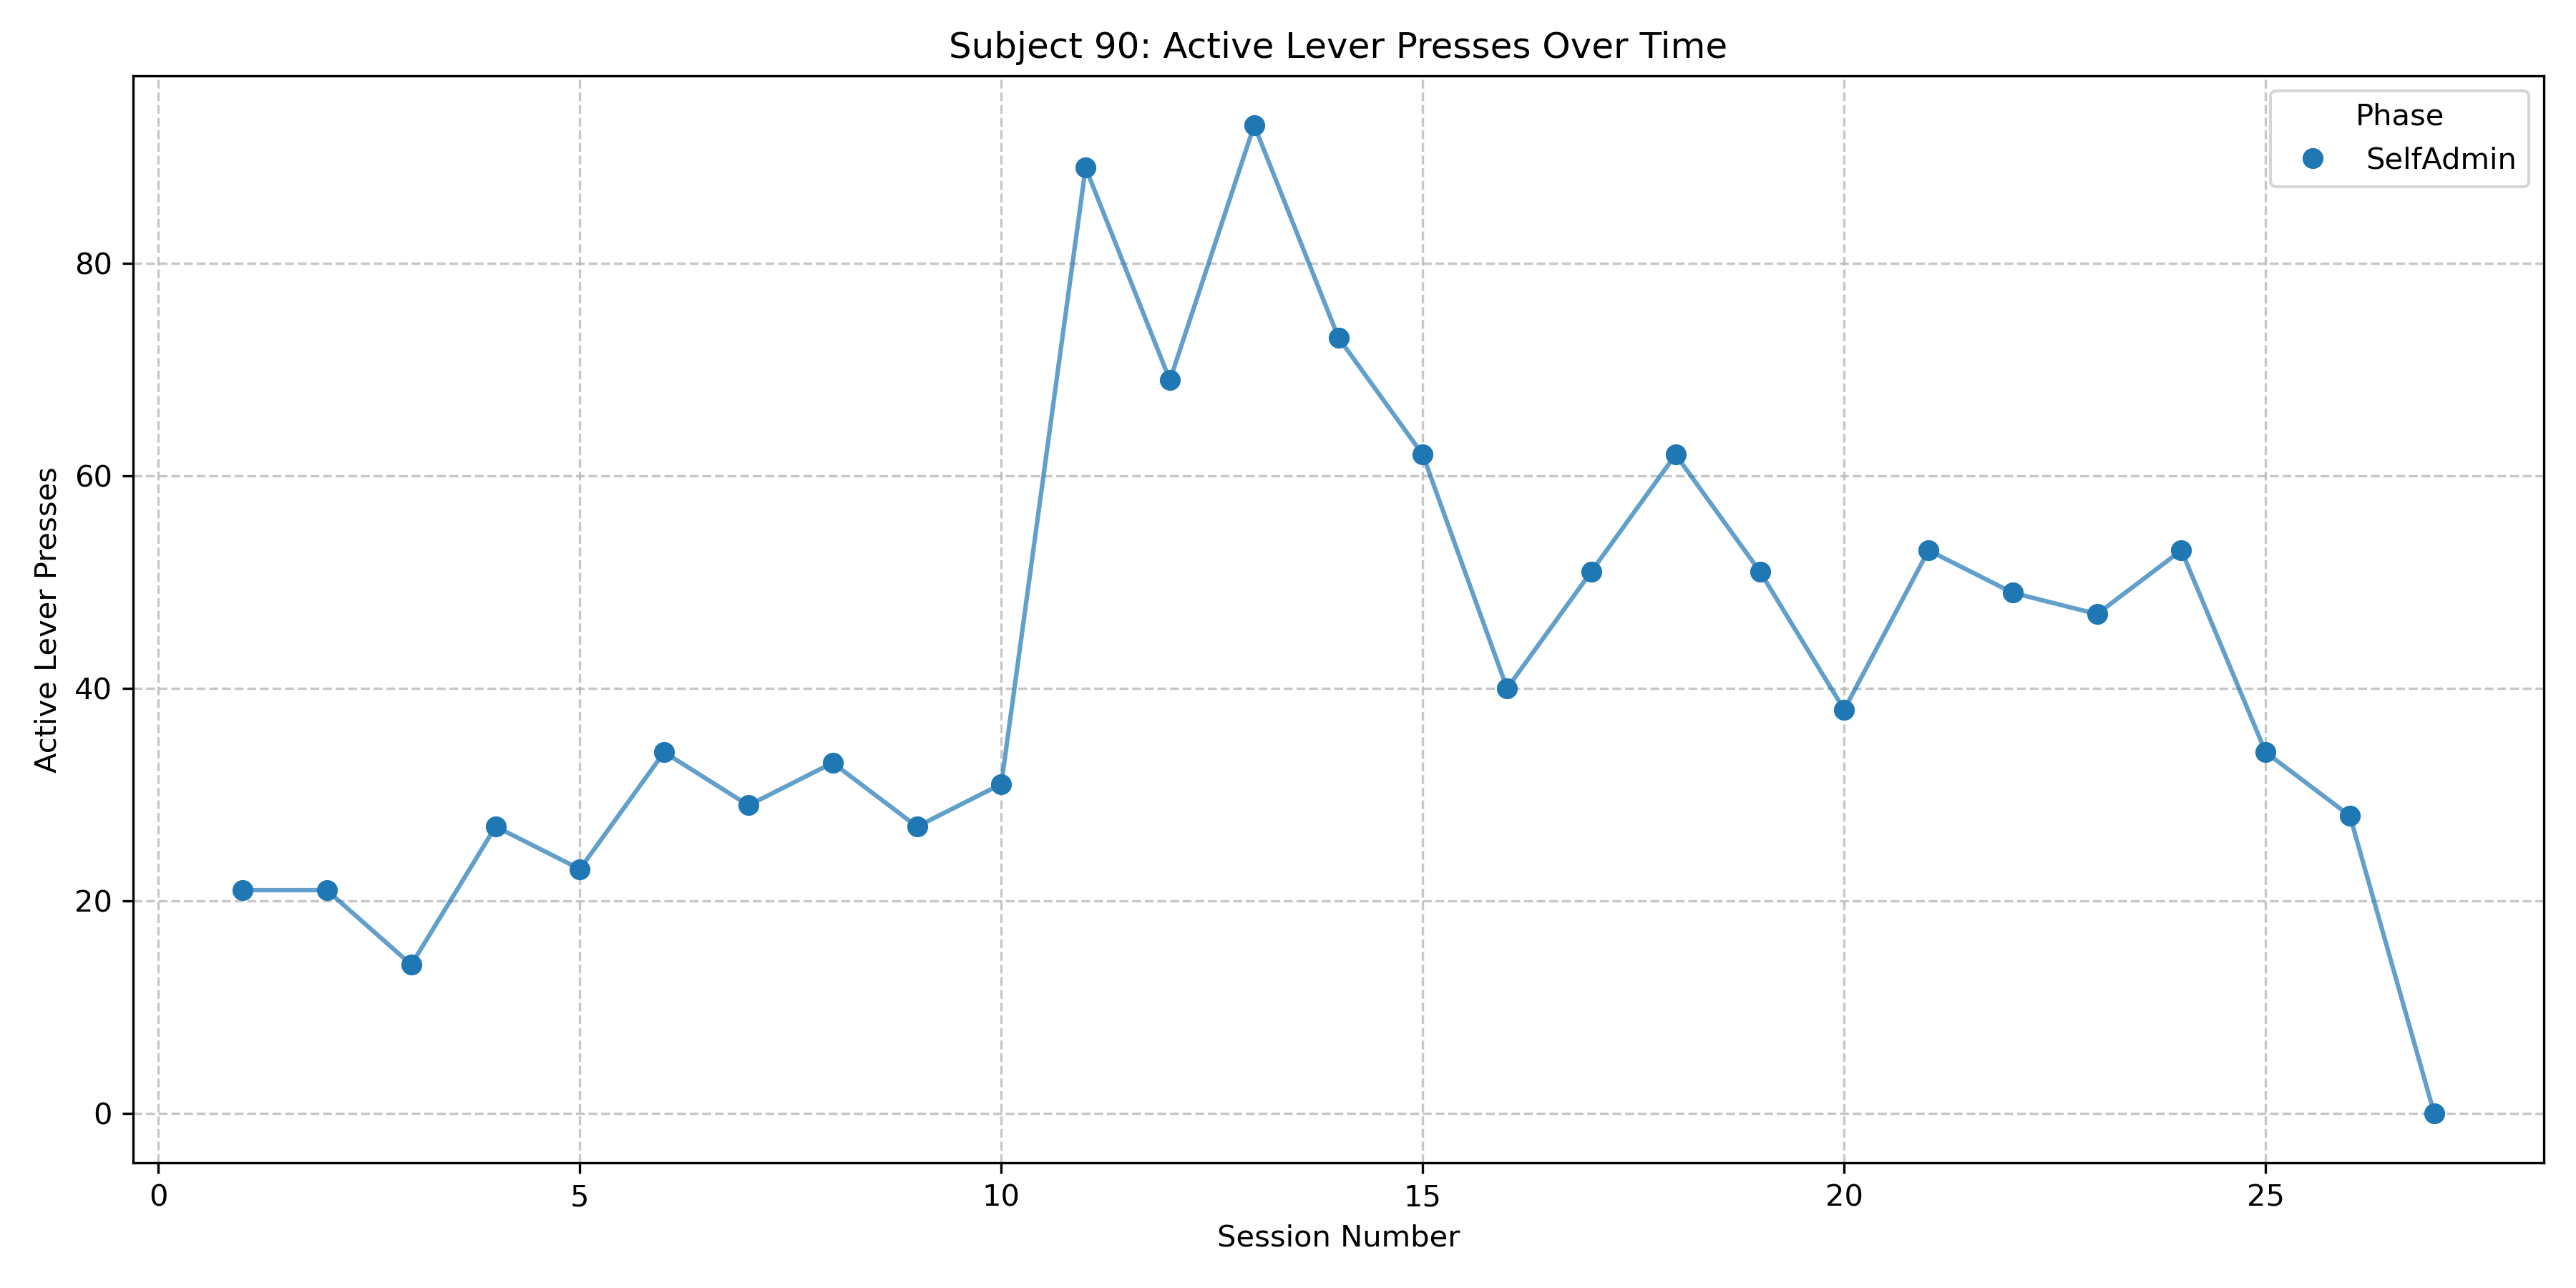 Subject 90: Active Lever Presses Over Time
Phase
SelfAdmin
80
60
40
20
0
Active Lever Presses
0 5 10 15 20 25
Session Number